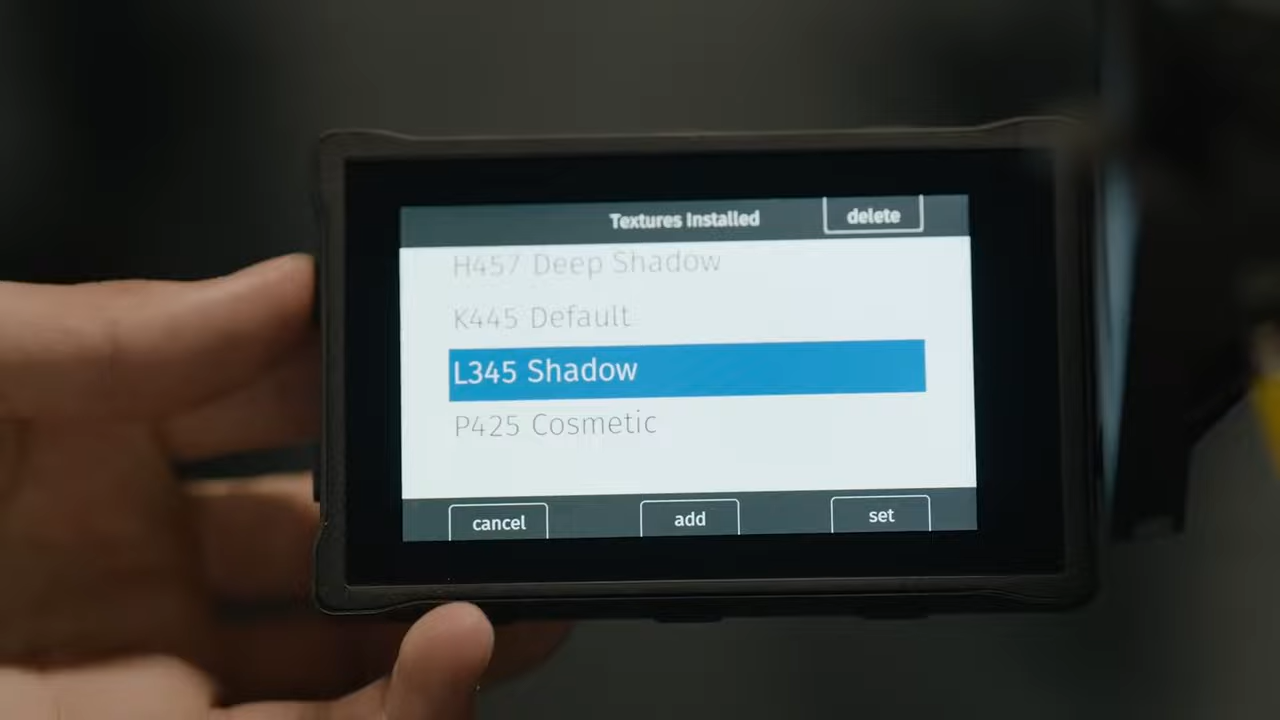 Textures Installed
delete
H457 Deep Shadow
K445 Default
L345 Shadow
P425 Cosmetic
cancel
add
set